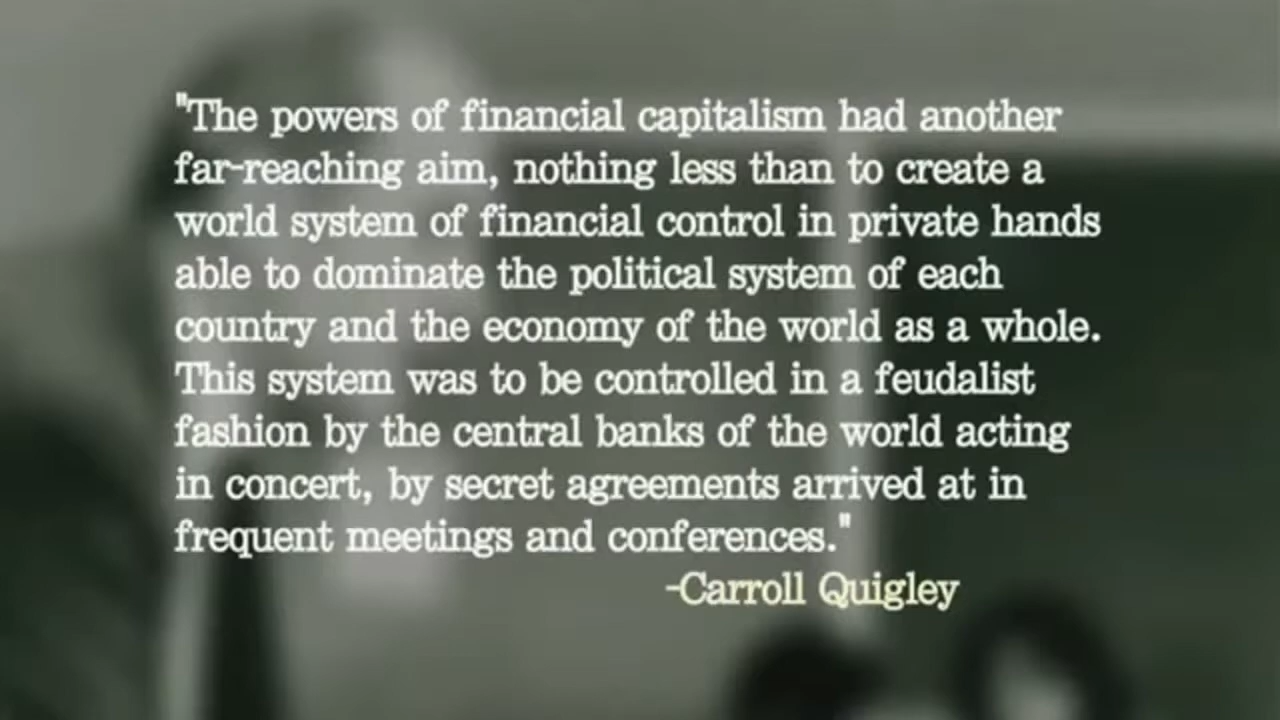 "The powers of financial capitalism had another
far-reaching aim, nothing less than to create a
world system of financial control in private hands
able to dominate the political system of each
country and the economy of the world as a whole.
This system was to be controlled in a feudalist
fashion by the central banks of the world acting
in concert, by secret agreements arrived at in
frequent meetings and conferences."
-Carroll Quigley